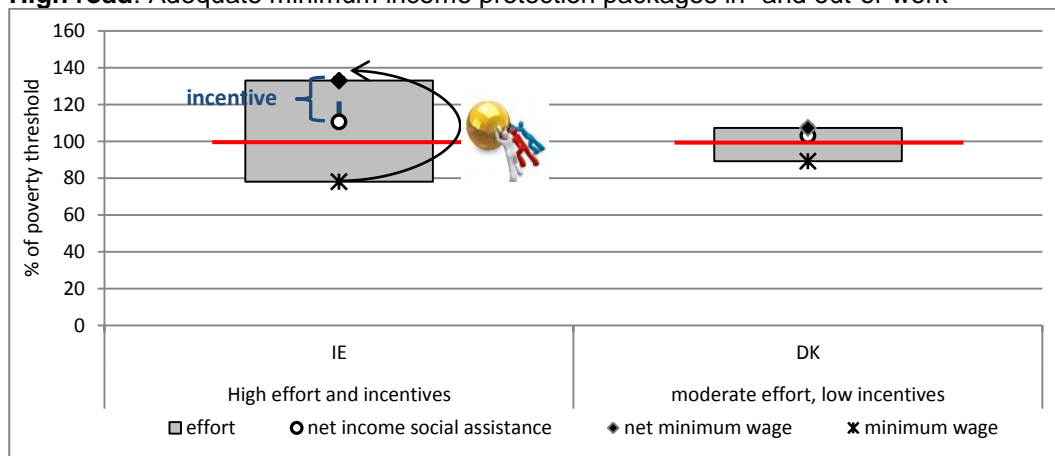 High road: Adequate minimum income protection packages in- and out-of-work
160
140
120
100
80
60
40
20
0
% of poverty threshold
incentive
IE
DK
High effort and incentives
moderate effort, low incentives
effort
net income social assistance
net minimum wage
minimum wage